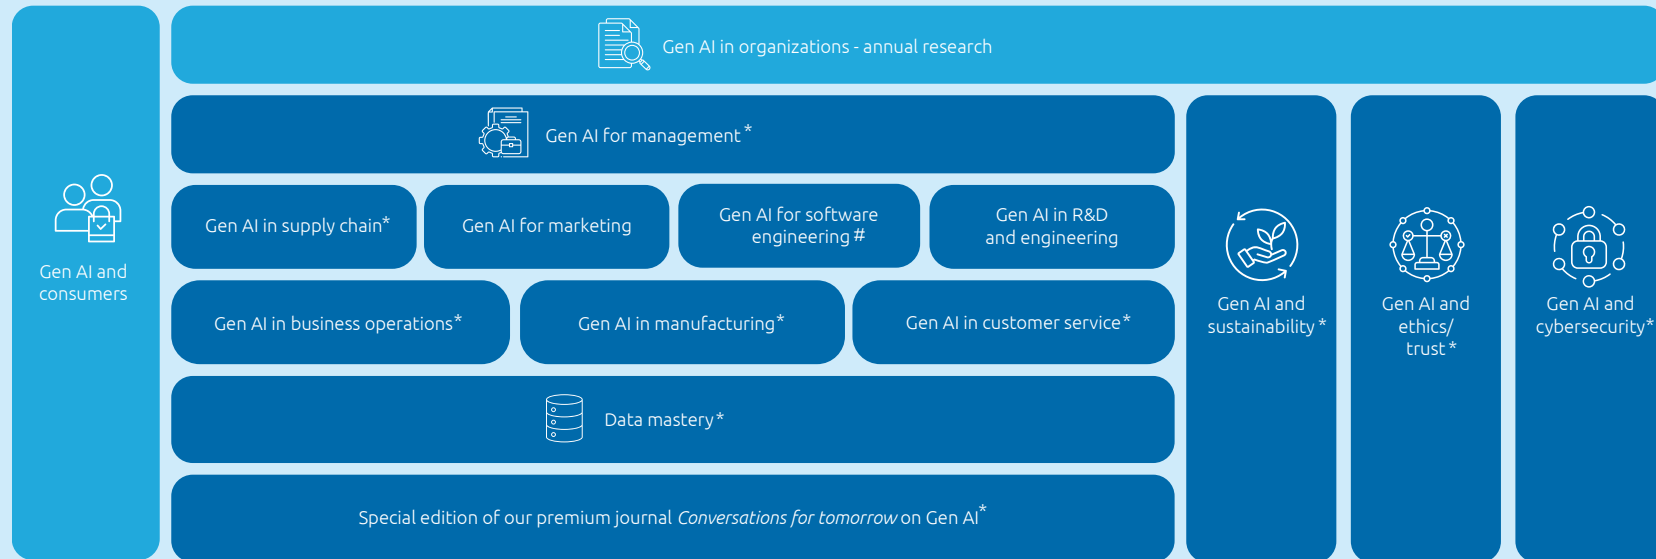 Gen AI in organizations - annual research
Gen AI and
consumers
Gen AI for management*
Gen AI in supply chain*
Gen AI for marketing
Gen AI for software
engineering #
Gen AI in R&D
and engineering
Gen AI in business operations*
Gen AI in manufacturing*
Gen AI in customer service*
Data mastery*
Special edition of our premium journal Conversations for tomorrow on Gen AI*
Gen AI and
sustainability *
Gen AI and
ethics/
trust *
Gen AI and
cybersecurity*